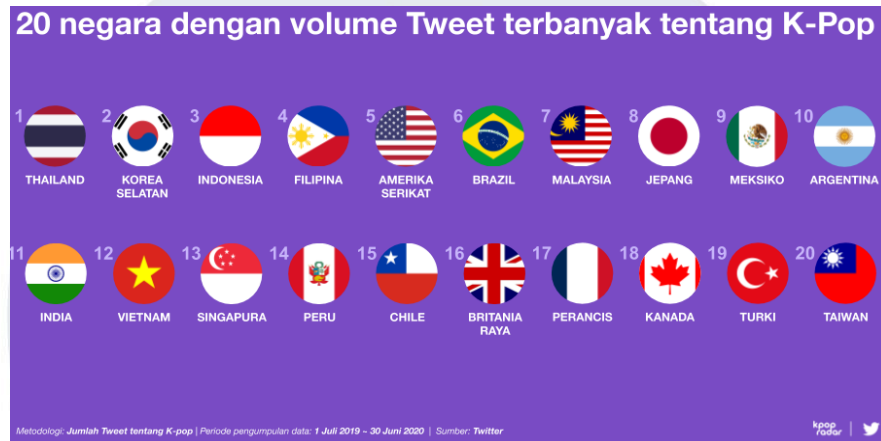 20 negara dengan volume Tweet terbanyak tentang K-Pop
1 2 3 4 5 6 7 8 9 10
THAILAND KOREA SELATAN INDONESIA FILIPINA AMERIKA SERIKAT BRAZIL MALAYSIA JEPANG MEKSIKO ARGENTINA
11 12 13 14 15 16 17 18 19 20
INDIA VIETNAM SINGAPURA PERU CHILE BRITANIA RAYA PERANCIS KANADA TURKI TAIWAN
Metodologi: Jumlah Tweet tentang K-pop | Periode pengumpulan data: 1 Juli 2019 ~ 30 Juni 2020 | Sumber: Twitter
kpop radar